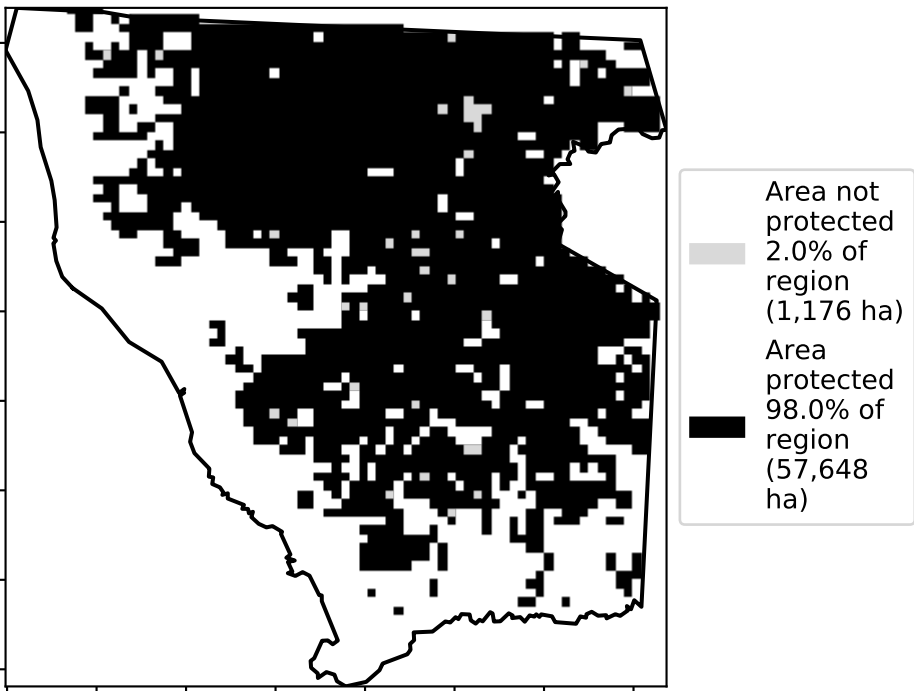 Area not
protected
2.0% of
region
(1,176 ha)
Area
protected
98.0% of
region
(57,648
ha)